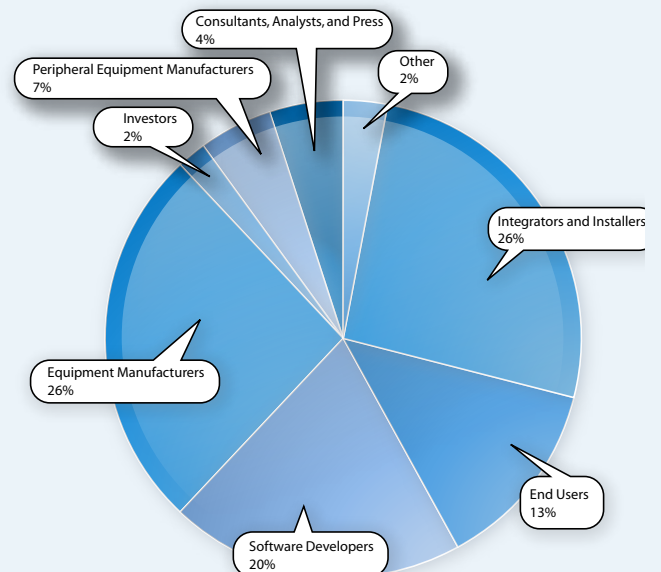 Consultants, Analysts, and Press
4%
Other
2%
Peripheral Equipment Manufacturers
7%
Investors
2%
Integrators and Installers
26%
Equipment Manufacturers
26%
End Users
13%
Software Developers
20%